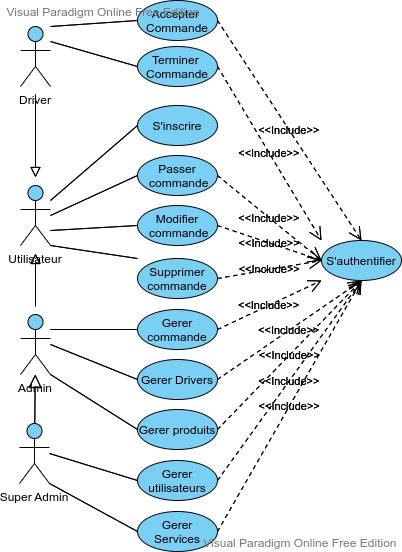 Visual Paradigm Online Free Edition
Accepter
Commande
Terminer
Commande
Driver
S'inscrire
<<Include>>
<<Include>>
Passer
commande
Modifier
commande
<<Include>>
<<Include>>
Utilisateur
S'authentifier
Supprimer
commande
<<Include>>
<<Include>>
Gerer
commande
<<Include>>
<<Include>>
Admin
Gerer Drivers
<<Include>>
<<Include>>
Gerer produits
Super Admin
Gerer
utilisateurs
Gerer
Services
Visual Paradigm Online Free Edition